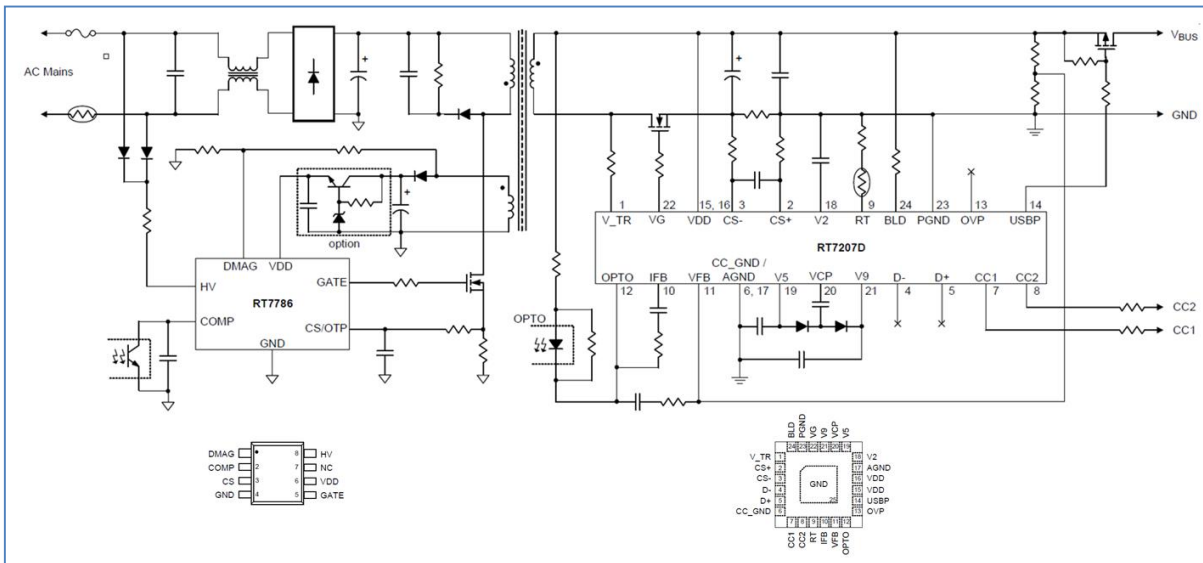 AC Mains
VBUS
GND
option
DMAG VDD
HV
GATE
RT7786
COMP
CS/OTP
GND
OPTO
1 22 15, 16 3 2 18 9 24 23 13 14
V_TR VG VDD CS- CS+ V2 RT BLD PGND OVP USBP
RT7207D
CC_GND /
OPTO IFB VFB AGND V5 VCP V9 D- D+ CC1 CC2
12 10 11 6, 17 19 20 21 4 5 7 8
CC2
CC1
DMAG 8 HV
COMP 2 7 NC
CS 3 6 VDD
GND 4 5 GATE
BLD PGND VG V9 VCP V5
24 23 22 21 20 19
V_TR 1 18 V2
CS+ 2 17 AGND
CS- 3 16 VDD
D- 4 GND 15 VDD
D+ 5 14 USBP
CC_GND 6 25 13 OVP
7 8 9 10 11 12
CC1 CC2 RT IFB VFB OPTO